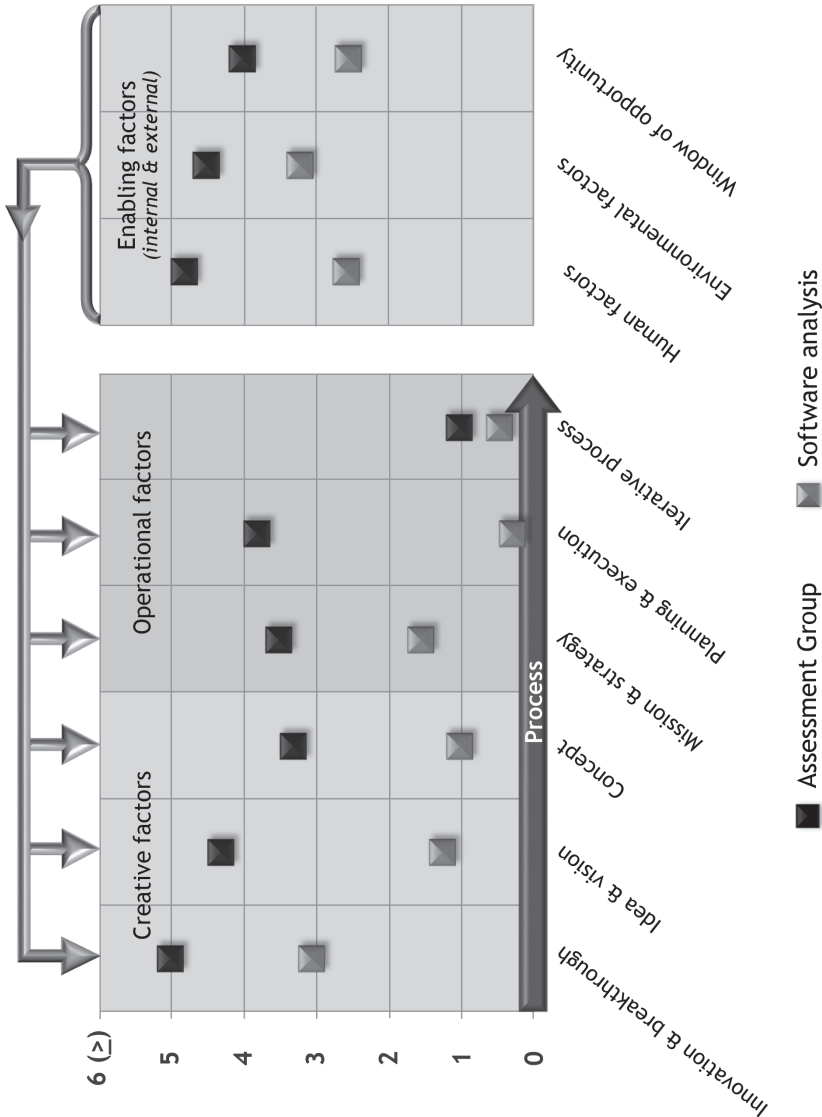 Creative factors
Operational factors
Enabling factors
(internal & external)
6 (≥)
5
4
3
2
1
0
Process
Innovation & breakthrough
Idea & vision
Concept
Mission & strategy
Planning & execution
Iterative process
Human factors
Environmental factors
Window of opportunity
Assessment Group
Software analysis